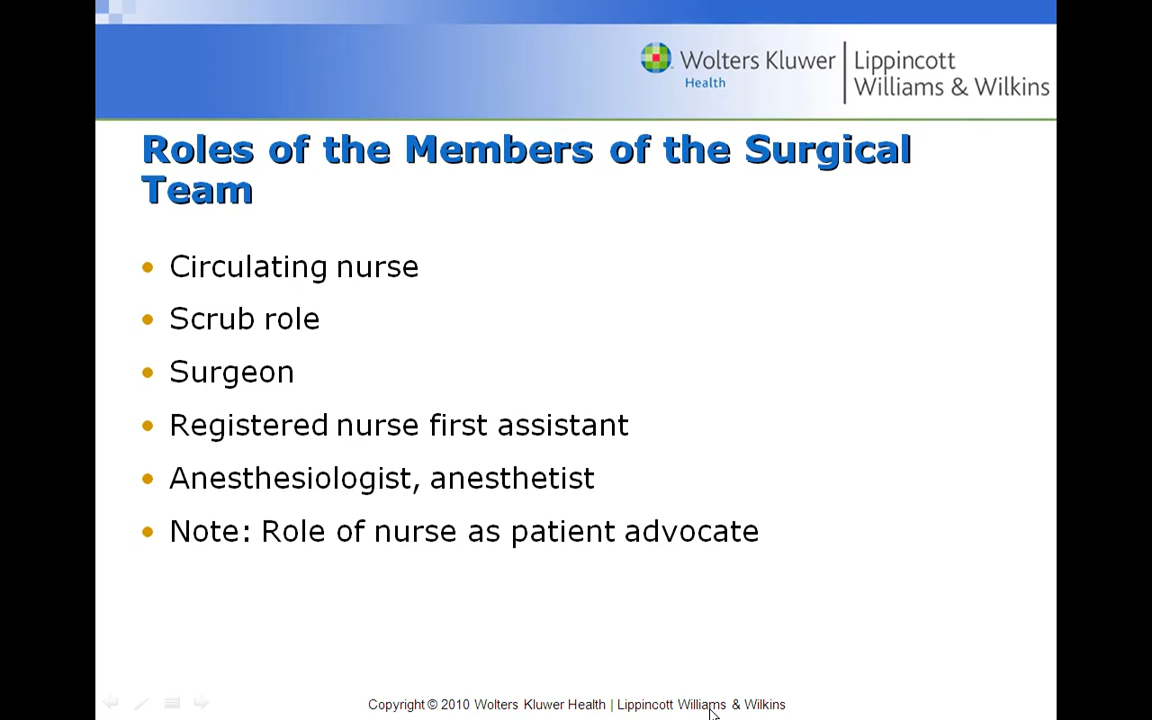 Wolters Kluwer
Health
Lippincott
Williams & Wilkins
Roles of the Members of the Surgical
Team
• Circulating nurse
• Scrub role
• Surgeon
• Registered nurse first assistant
• Anesthesiologist, anesthetist
• Note: Role of nurse as patient advocate
Copyright © 2010 Wolters Kluwer Health | Lippincott Williams & Wilkins